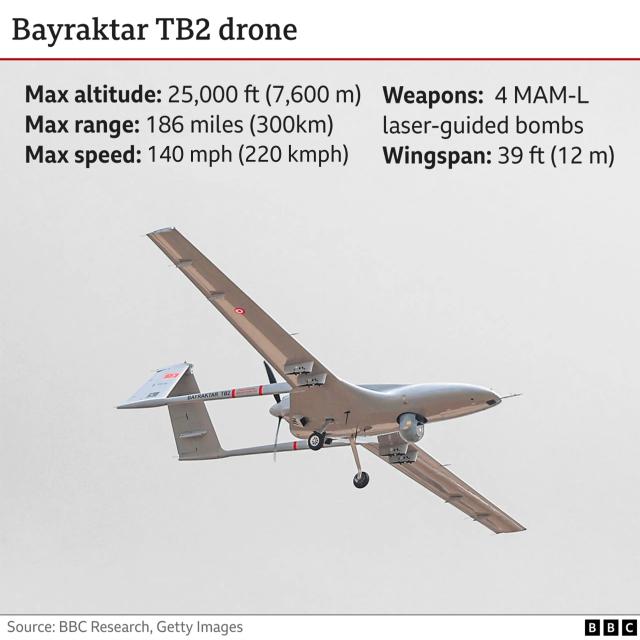 Bayraktar TB2 drone
Max altitude: 25,000 ft (7,600 m)
Max range: 186 miles (300km)
Max speed: 140 mph (220 kmph)
Weapons: 4 MAM-L
laser-guided bombs
Wingspan: 39 ft (12 m)
BAYRAKTAR TB2
Source: BBC Research, Getty Images
BBC